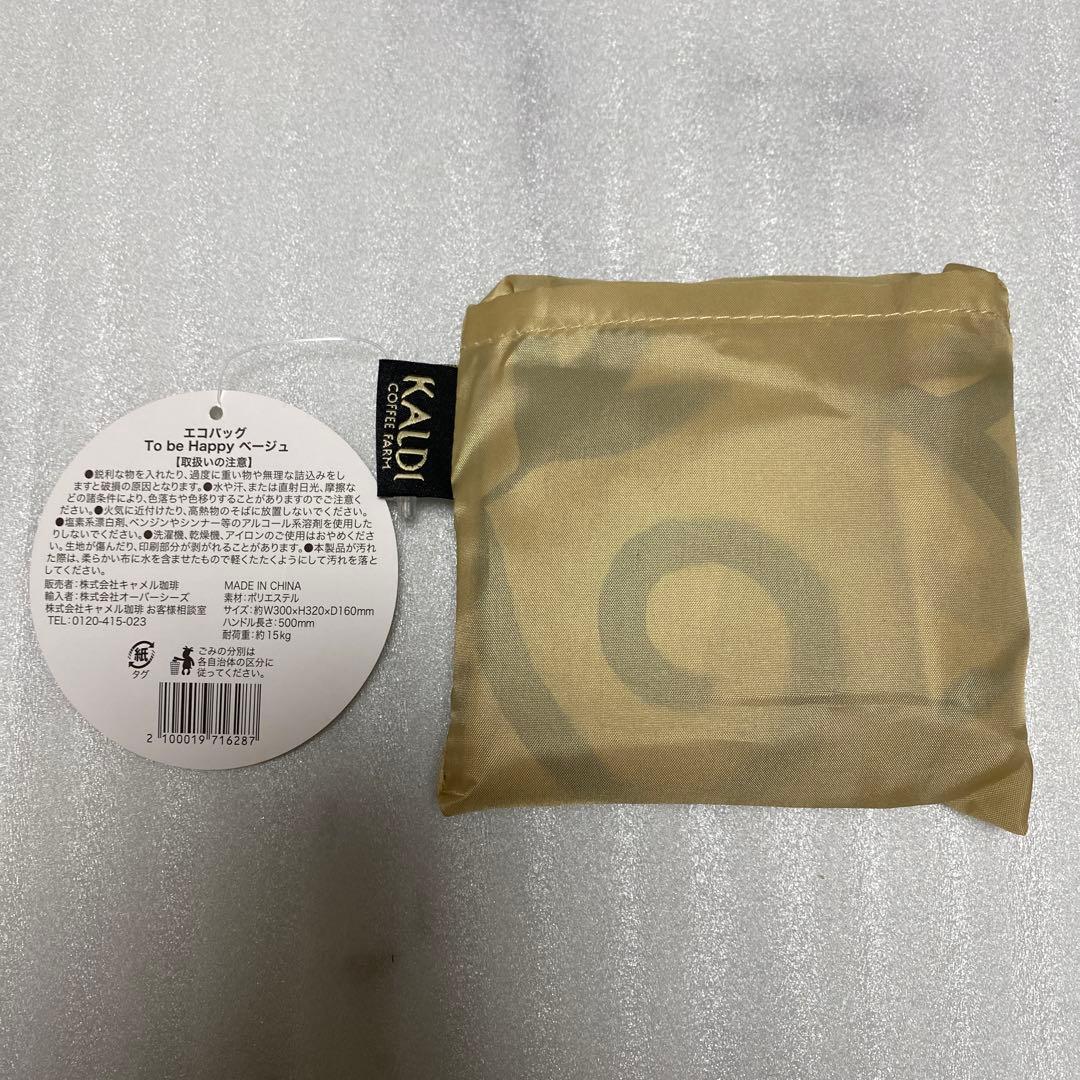 エコバッグ
To be Happy ベージュ
【取扱いの注意】
●鋭利な物を入れたり、過度に重い物や無理な詰込みをし
ますと破損の原因となります。●水や汗、または直射日光、摩擦な
どの諸条件により、色落ちや色移りすることがありますのでご注意く
ださい。●火気に近付けたり、高熱物のそばに放置しないでください。
●塩素系漂白剤、ベンジンやシンナー等のアルコール系溶剤を使用した
りしないでください。●洗濯機、乾燥機、アイロンのご使用はおやめくださ
い。生地が傷んだり、印刷部分が剥がれることがあります。●本製品が汚れ
た際は、柔らかい布に水を含ませたもので軽くたたくようにして汚れを落と
してください。
販売者:株式会社キャメル珈琲
輸入者:株式会社オーバーシーズ
株式会社キャメル珈琲 お客様相談室
TEL:0120-415-023
MADE IN CHINA
素材:ポリエステル
サイズ:約W300×H320×D160mm
ハンドル長さ:500mm
耐荷重:約15kg
紙
タグ
ごみの分別は
各自治体の区分に
従ってください。
2 100019 716287
KALDI
COFFEE FARM